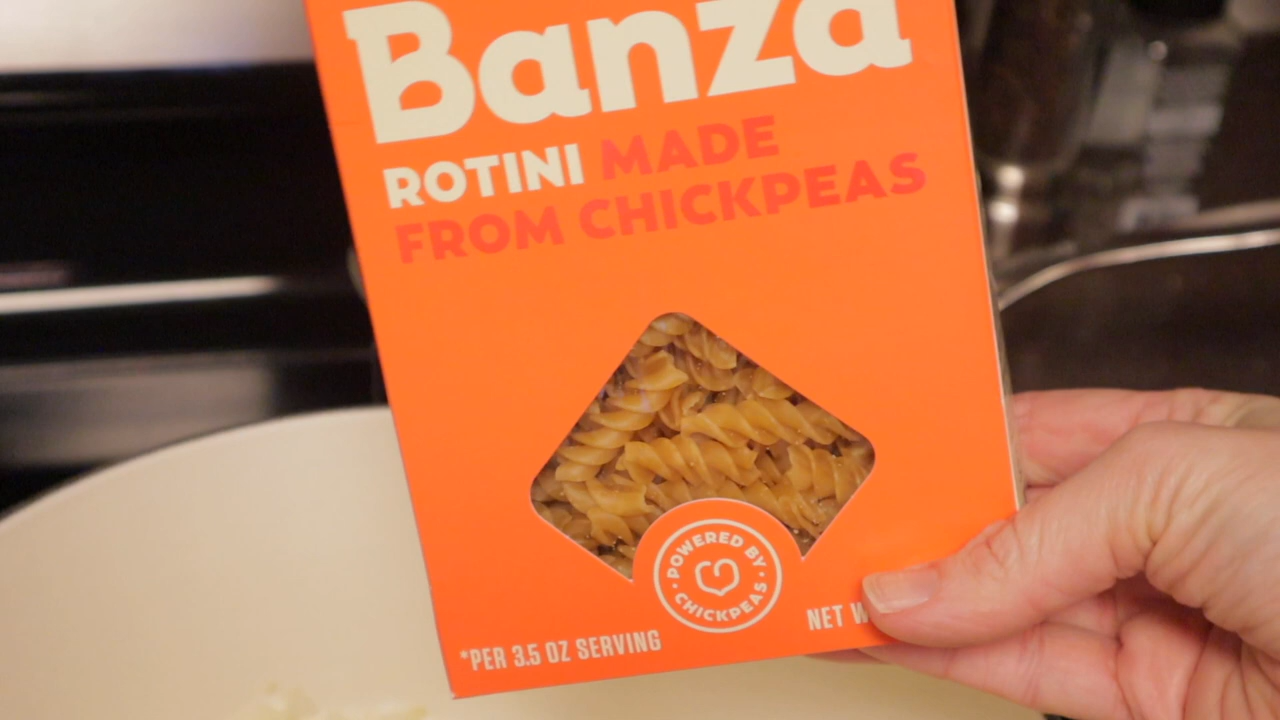 Banza
ROTINI MADE
FROM CHICKPEAS
POWERED BY
CHICKPEAS
*PER 3.5 OZ SERVING
NET